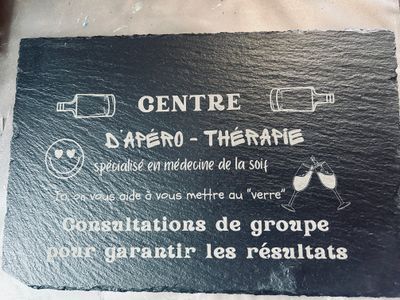 CENTRE
D'APÉRO - THÉRAPIE
spécialisé en médecine de la soif
Ici, on vous aide à vous mettre au "verre"
Consultations de groupe
pour garantir les résultats